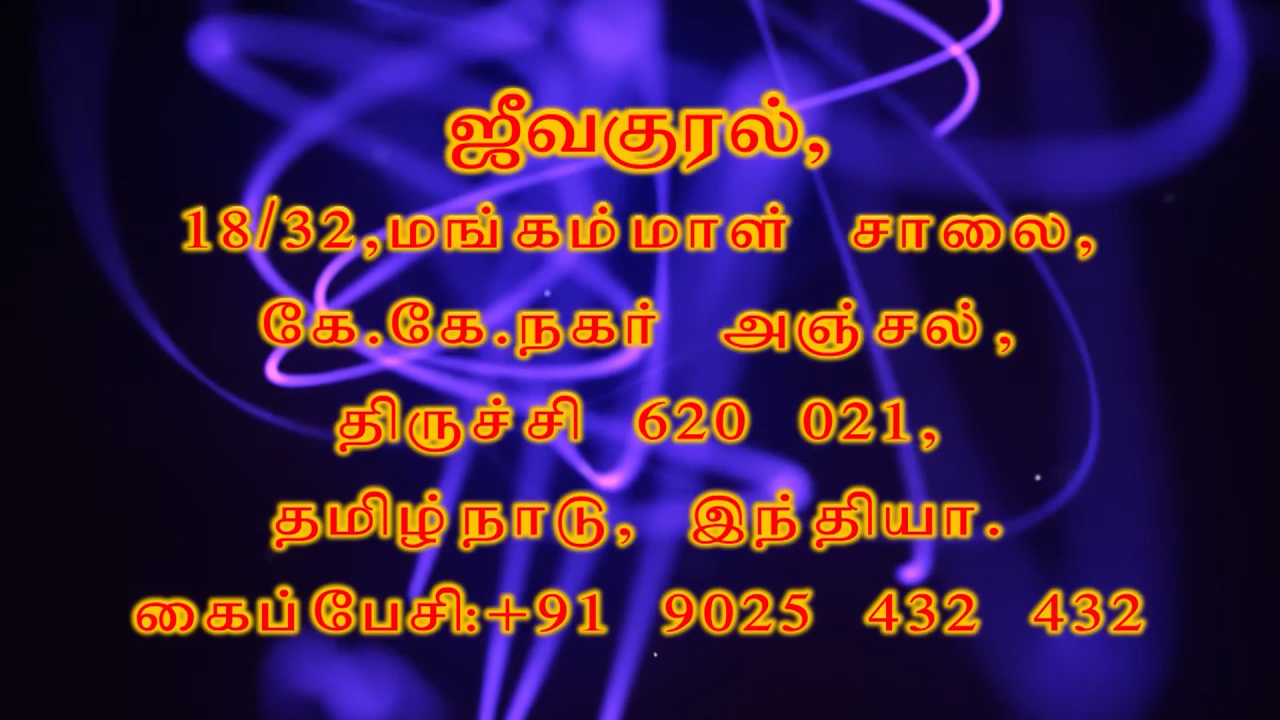 ஜீவகுரல்,
18/32,மங்கம்மாள் சாலை,
கே.கே.நகர் அஞ்சல்,
திருச்சி 620 021,
தமிழ்நாடு, இந்தியா.
கைப்பேசி:+91 9025 432 432